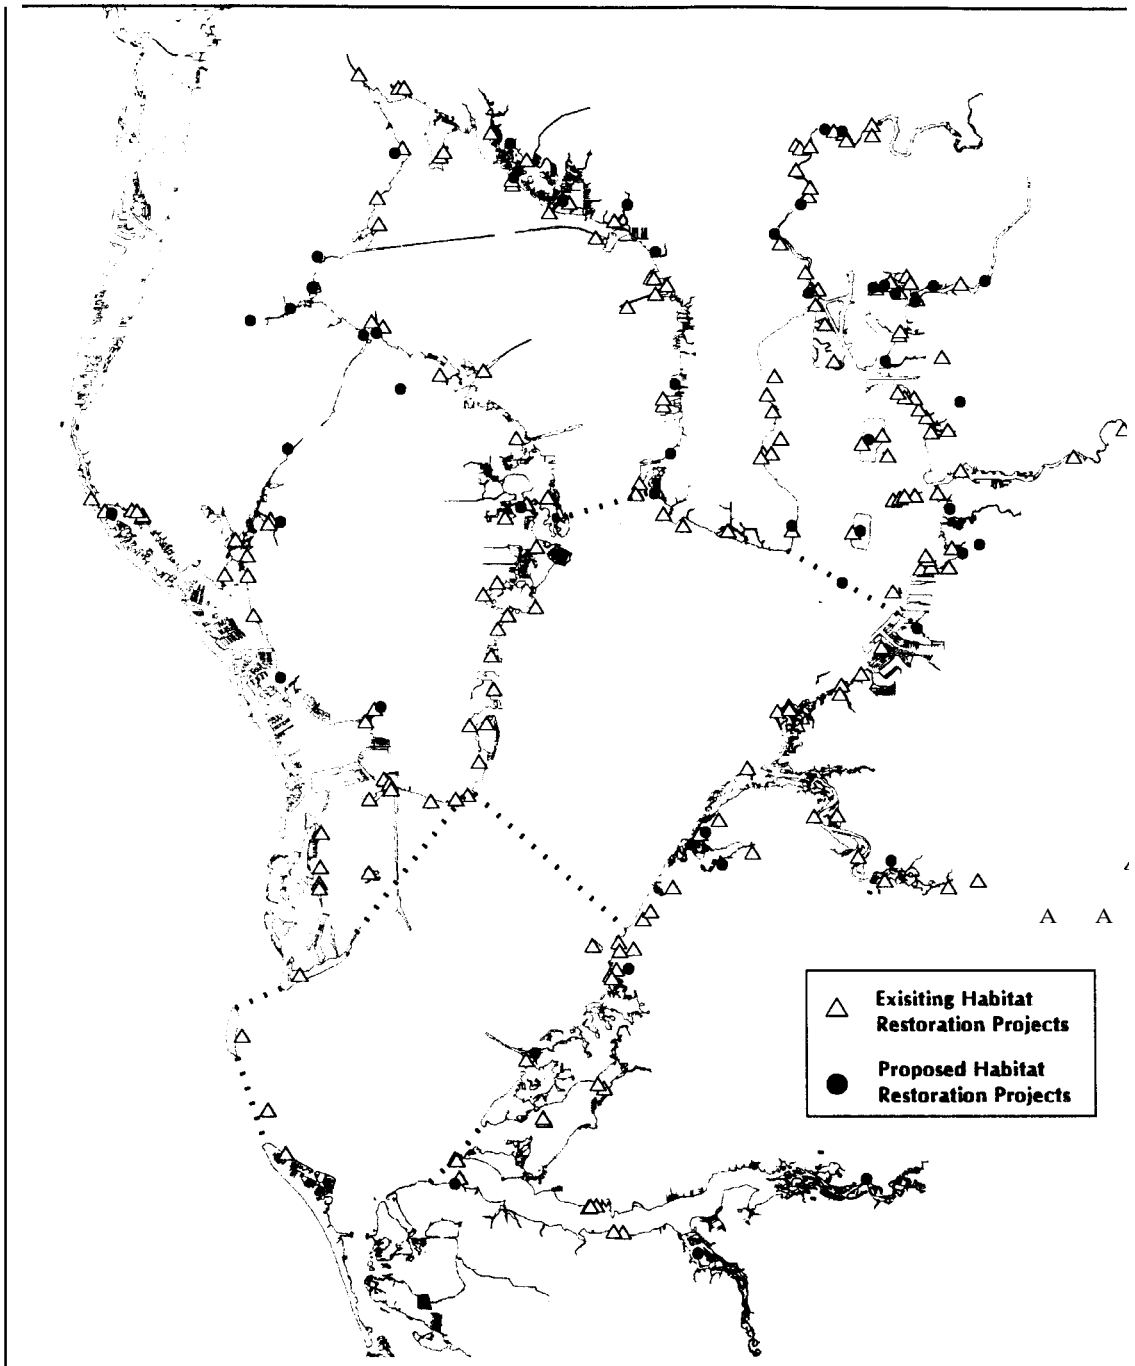 A A
Exisiting Habitat
Restoration Projects
Proposed Habitat
Restoration Projects